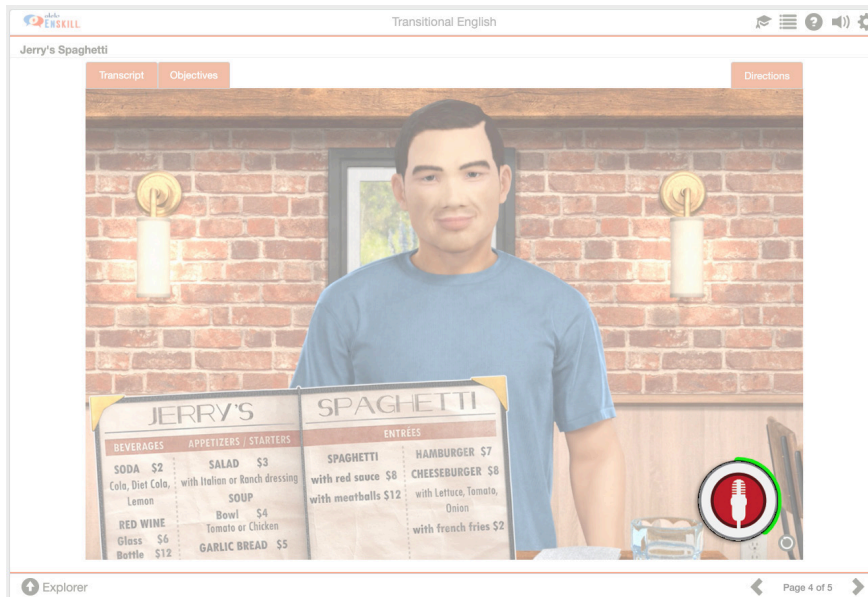 alelo
ENSKILL
Transitional English
Jerry's Spaghetti
Transcript
Objectives
Directions
JERRY'S SPAGHETTI
BEVERAGES
SODA $2
Cola, Diet Cola,
Lemon
RED WINE
Glass $6
Bottle $12
APPETIZERS / STARTERS
SALAD $3
with Italian or Ranch dressing
SOUP
Bowl $4
Tomato or Chicken
GARLIC BREAD $5
ENTRÉES
SPAGHETTI
with red sauce $8
with meatballs $12
HAMBURGER $7
CHEESEBURGER $8
with Lettuce, Tomato,
Onion
with french fries $2
Explorer
Page 4 of 5